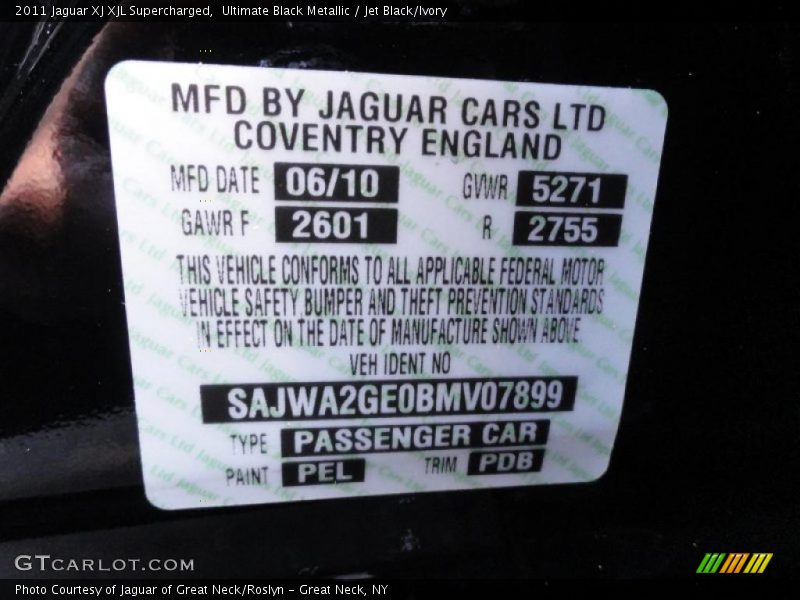 2011 Jaguar XJ XJL Supercharged,  Ultimate Black Metallic / Jet Black/Ivory
MFD BY JAGUAR CARS LTD
COVENTRY ENGLAND
MFD DATE 06/10 GVWR 5271
GAWR F 2601 R 2755
THIS VEHICLE CONFORMS TO ALL APPLICABLE FEDERAL MOTOR
VEHICLE SAFETY BUMPER AND THEFT PREVENTION STANDARDS
IN EFFECT ON THE DATE OF MANUFACTURE SHOWN ABOVE
VEH IDENT NO
SAJWA2GE0BMV07899
TYPE PASSENGER CAR
PAINT PEL TRIM PDB
GTCARLOT.COM
Photo Courtesy of Jaguar of Great Neck/Roslyn – Great Neck, NY